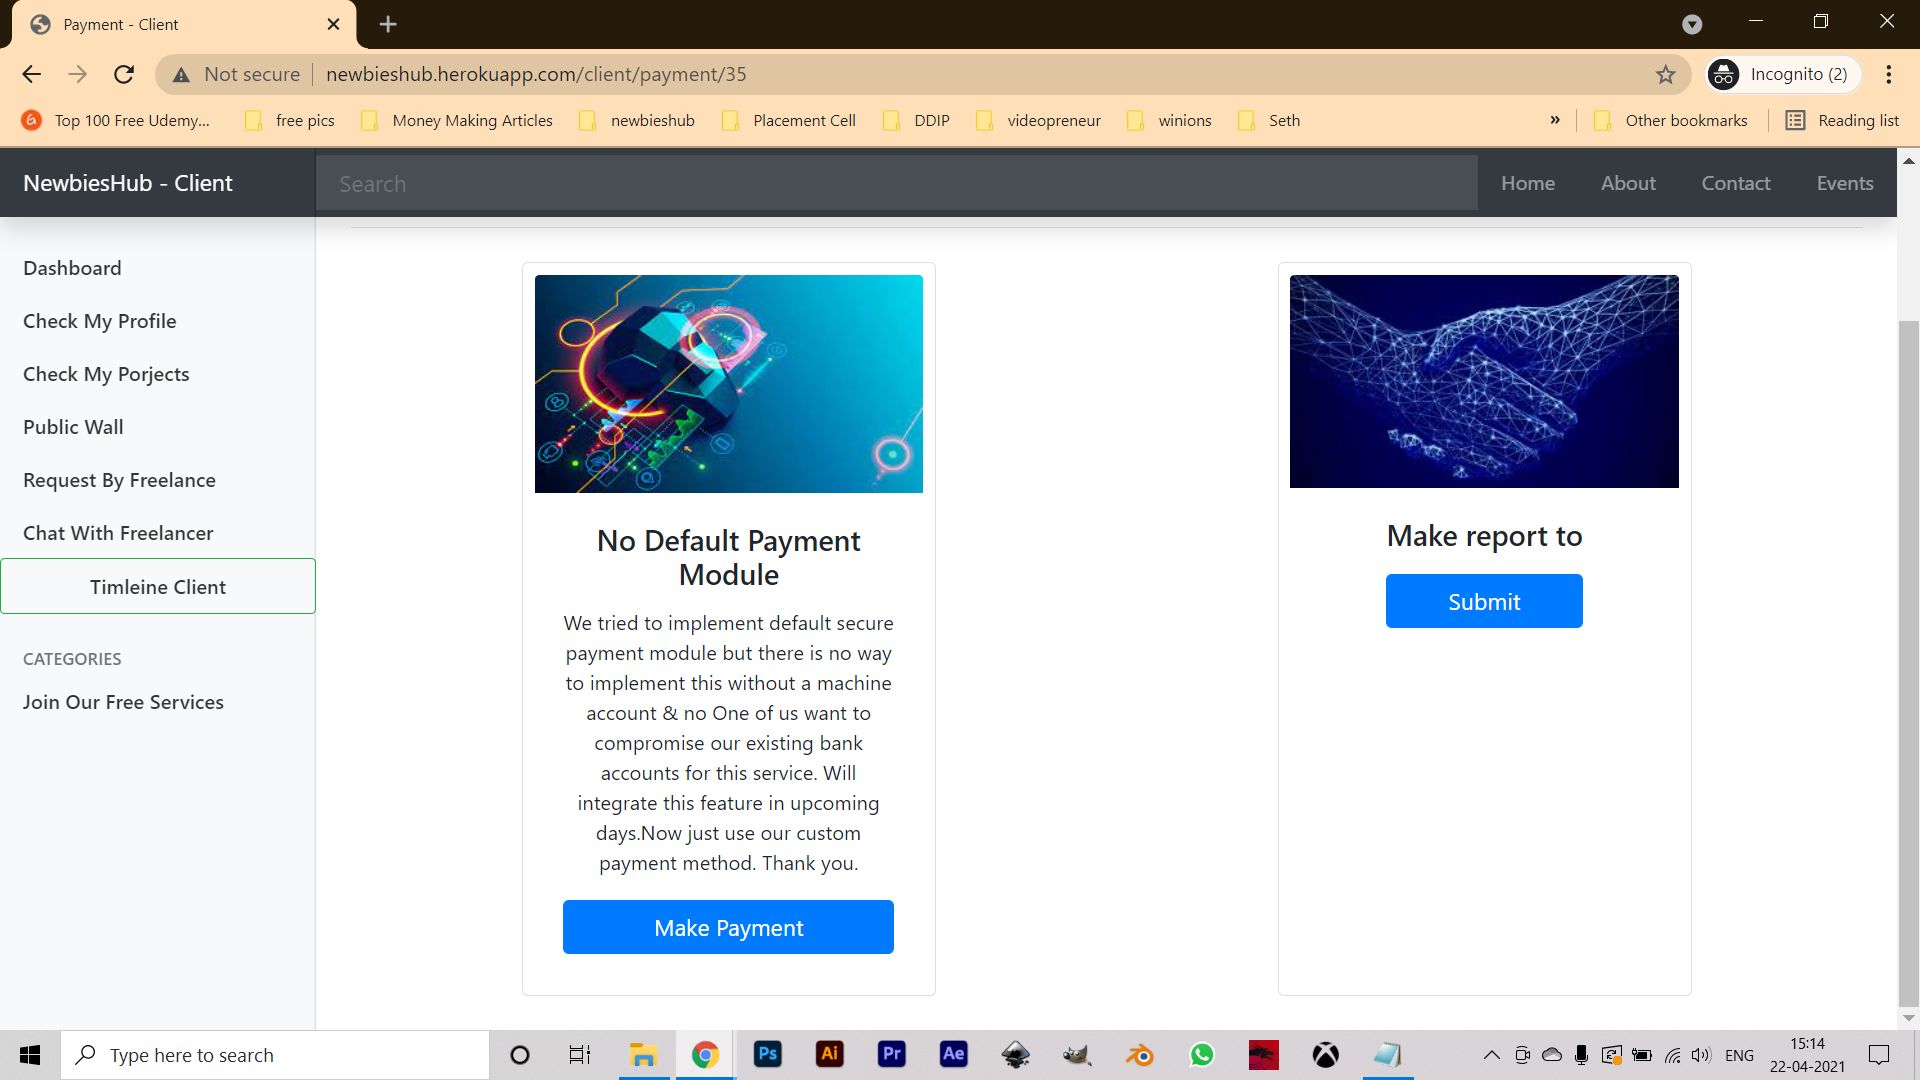 Payment - Client
Not secure
newbieshub.herokuapp.com/client/payment/35
Incognito (2)
Top 100 Free Udemy...
free pics
Money Making Articles
newbieshub
Placement Cell
DDIP
videopreneur
winions
Seth
»
Other bookmarks
Reading list
NewbiesHub - Client
Search
Home
About
Contact
Events
Dashboard
Check My Profile
Check My Porjects
Public Wall
Request By Freelance
Chat With Freelancer
Timleine Client
CATEGORIES
Join Our Free Services
No Default Payment
Module
We tried to implement default secure
payment module but there is no way
to implement this without a machine
account & no One of us want to
compromise our existing bank
accounts for this service. Will
integrate this feature in upcoming
days.Now just use our custom
payment method. Thank you.
Make Payment
Make report to
Submit
Type here to search
Ps
Ai
Pr
Ae
ENG
15:14
22-04-2021